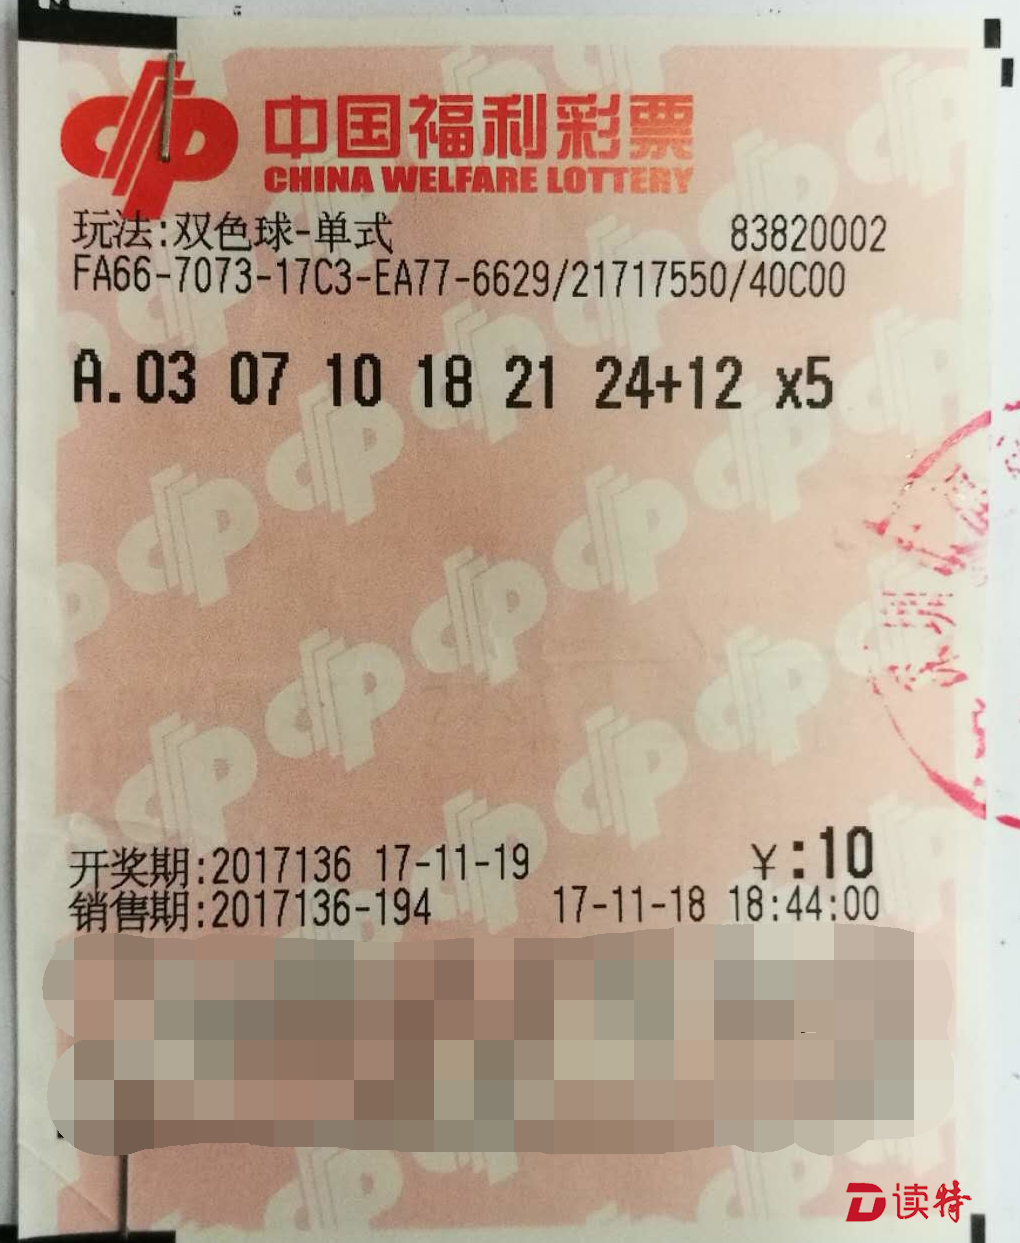 中国福利彩票
CHINA WELFARE LOTTERY
玩法:双色球-单式 83820002
FA66-7073-17C3-EA77-6629/21717550/40C00
A.03 07 10 18 21 24+12 x5
开奖期:2017136 17-11-19 ¥:10
销售期:2017136-194 17-11-18 18:44:00
读特